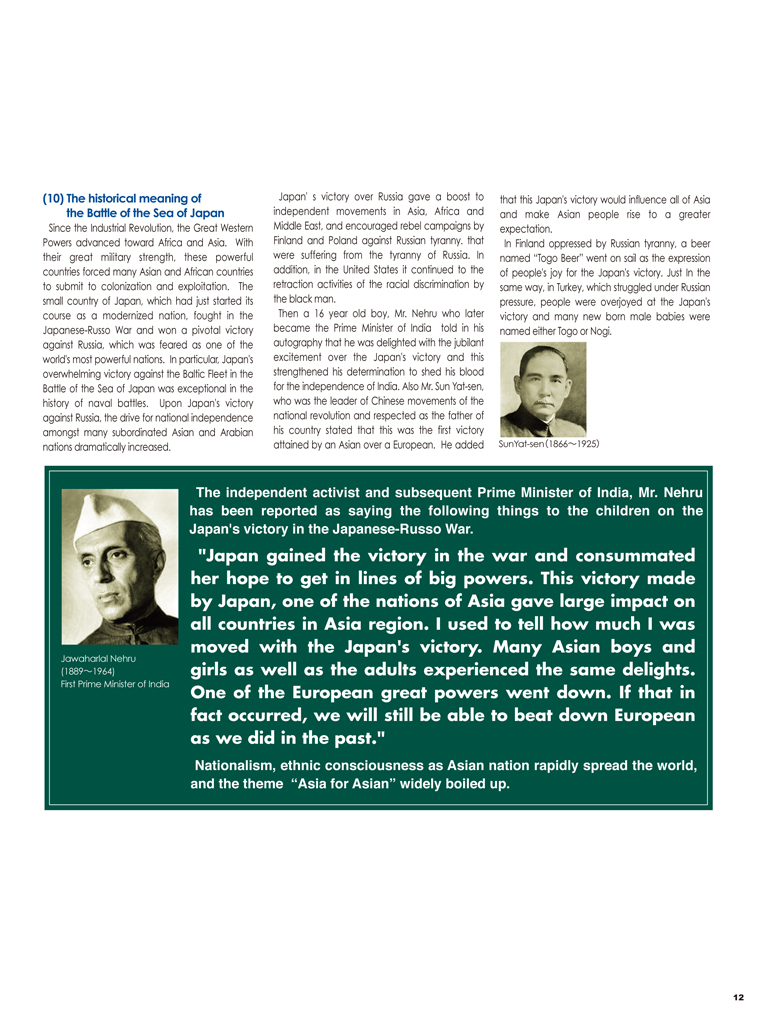 (10) The historical meaning of
the Battle of the Sea of Japan
Since the Industrial Revolution, the Great Western
Powers advanced toward Africa and Asia. With
their great military strength, these powerful
countries forced many Asian and African countries
to submit to colonization and exploitation. The
small country of Japan, which had just started its
course as a modernized nation, fought in the
Japanese-Russo War and won a pivotal victory
against Russia, which was feared as one of the
world's most powerful nations. In particular, Japan's
overwhelming victory against the Baltic Fleet in the
Battle of the Sea of Japan was exceptional in the
history of naval battles. Upon Japan's victory
against Russia, the drive for national independence
amongst many subordinated Asian and Arabian
nations dramatically increased.
Japan' s victory over Russia gave a boost to
independent movements in Asia, Africa and
Middle East, and encouraged rebel campaigns by
Finland and Poland against Russian tyranny. that
were suffering from the tyranny of Russia. In
addition, in the United States it continued to the
retraction activities of the racial discrimination by
the black man.
Then a 16 year old boy, Mr. Nehru who later
became the Prime Minister of India told in his
autography that he was delighted with the jubilant
excitement over the Japan's victory and this
strengthened his determination to shed his blood
for the independence of India. Also Mr. Sun Yat-sen,
who was the leader of Chinese movements of the
national revolution and respected as the father of
his country stated that this was the first victory
attained by an Asian over a European. He added
that this Japan's victory would influence all of Asia
and make Asian people rise to a greater
expectation.
In Finland oppressed by Russian tyranny, a beer
named “Togo Beer” went on sail as the expression
of people's joy for the Japan's victory. Just In the
same way, in Turkey, which struggled under Russian
pressure, people were overjoyed at the Japan's
victory and many new born male babies were
named either Togo or Nogi.
SunYat-sen（1866～1925）
The independent activist and subsequent Prime Minister of India, Mr. Nehru
has been reported as saying the following things to the children on the
Japan's victory in the Japanese-Russo War.
"Japan gained the victory in the war and consummated
her hope to get in lines of big powers. This victory made
by Japan, one of the nations of Asia gave large impact on
all countries in Asia region. I used to tell how much I was
moved with the Japan's victory. Many Asian boys and
girls as well as the adults experienced the same delights.
One of the European great powers went down. If that in
fact occurred, we will still be able to beat down European
as we did in the past."
Jawaharlal Nehru
(1889～1964)
First Prime Minister of India
Nationalism, ethnic consciousness as Asian nation rapidly spread the world,
and the theme “Asia for Asian” widely boiled up.
12